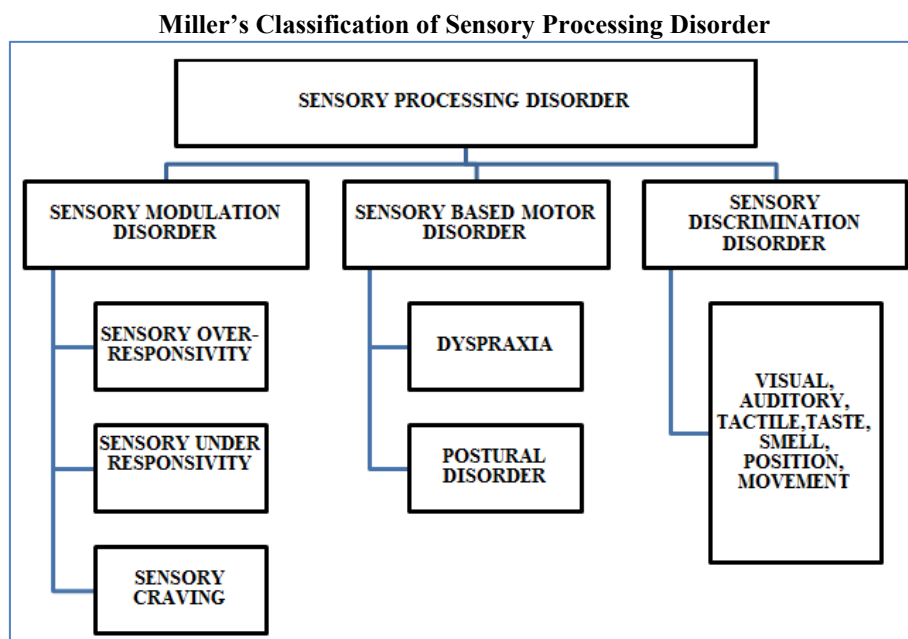 Miller’s Classification of Sensory Processing Disorder
SENSORY PROCESSING DISORDER
SENSORY MODULATION
DISORDER
SENSORY OVER-
RESPONSIVITY
SENSORY UNDER
RESPONSIVITY
SENSORY
CRAVING
SENSORY BASED MOTOR
DISORDER
DYSPRAXIA
POSTURAL
DISORDER
SENSORY
DISCRIMINATION
DISORDER
VISUAL,
AUDITORY,
TACTILE,TASTE,
SMELL,
POSITION,
MOVEMENT